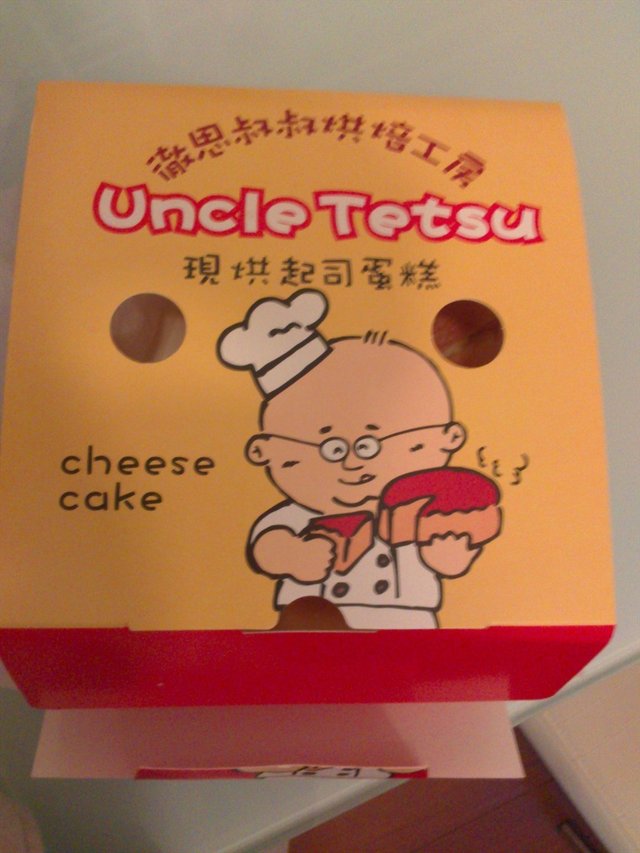 徹思叔叔烘焙工房
Uncle Tetsu
現烘起司蛋糕
cheese
cake